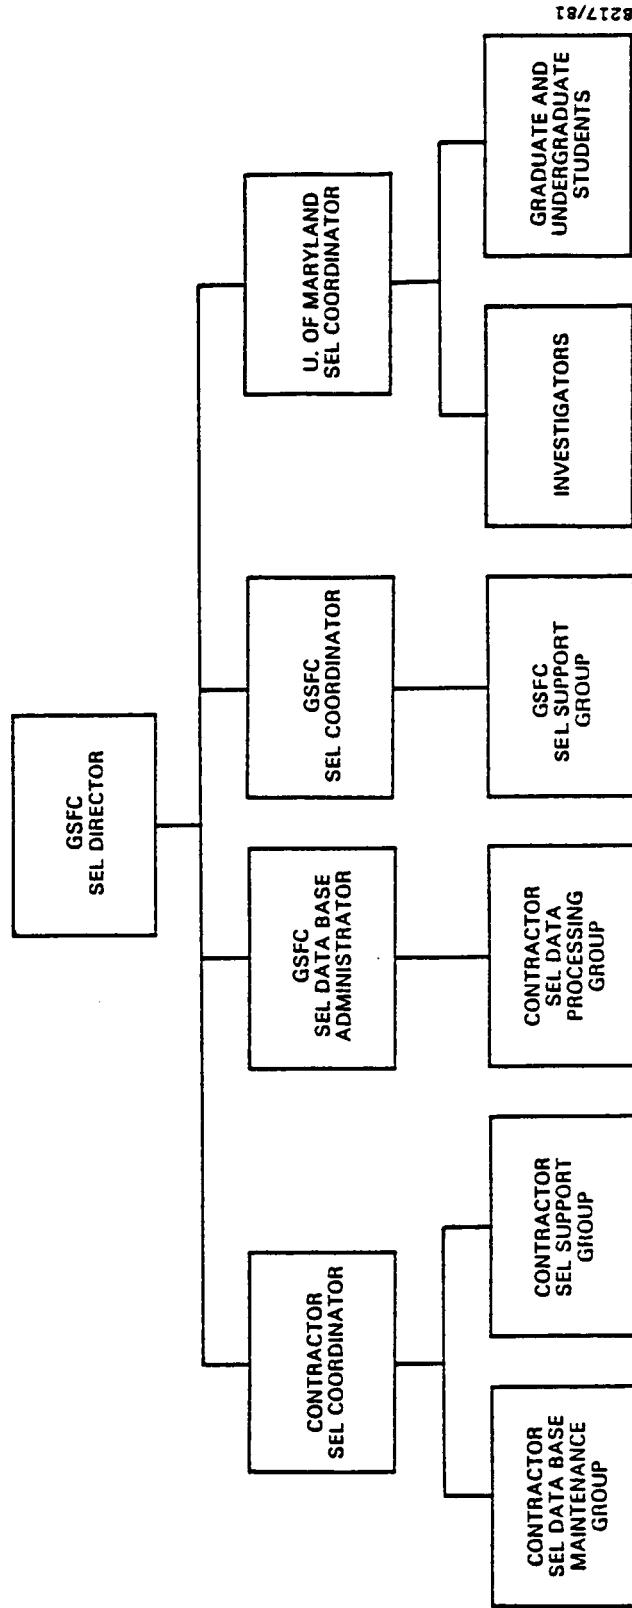 GSFC
SEL DIRECTOR
CONTRACTOR
SEL COORDINATOR
GSFC
SEL DATA BASE
ADMINISTRATOR
GSFC
SEL COORDINATOR
U. OF MARYLAND
SEL COORDINATOR
CONTRACTOR
SEL DATA BASE
MAINTENANCE
GROUP
CONTRACTOR
SEL SUPPORT
GROUP
CONTRACTOR
SEL DATA
PROCESSING
GROUP
GSFC
SEL SUPPORT
GROUP
INVESTIGATORS
GRADUATE AND
UNDERGRADUATE
STUDENTS
8217/81